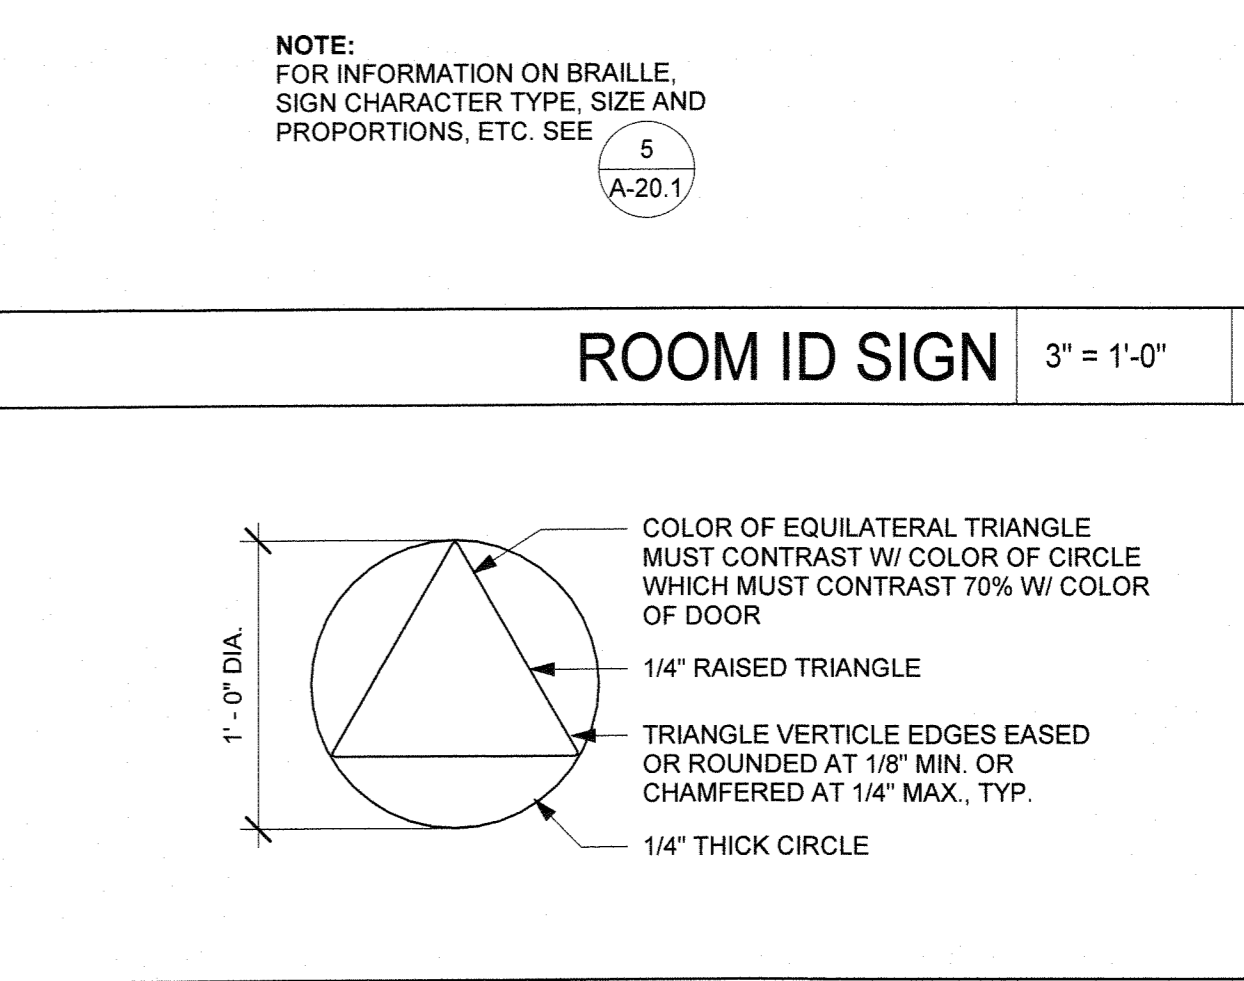 NOTE:
FOR INFORMATION ON BRAILLE,
SIGN CHARACTER TYPE, SIZE AND
PROPORTIONS, ETC. SEE
5
A-20.1
ROOM ID SIGN
3" = 1'-0"
COLOR OF EQUILATERAL TRIANGLE
MUST CONTRAST W/ COLOR OF CIRCLE
WHICH MUST CONTRAST 70% W/ COLOR
OF DOOR
1/4" RAISED TRIANGLE
1' - 0" DIA.
TRIANGLE VERTICLE EDGES EASED
OR ROUNDED AT 1/8" MIN. OR
CHAMFERED AT 1/4" MAX., TYP.
1/4" THICK CIRCLE